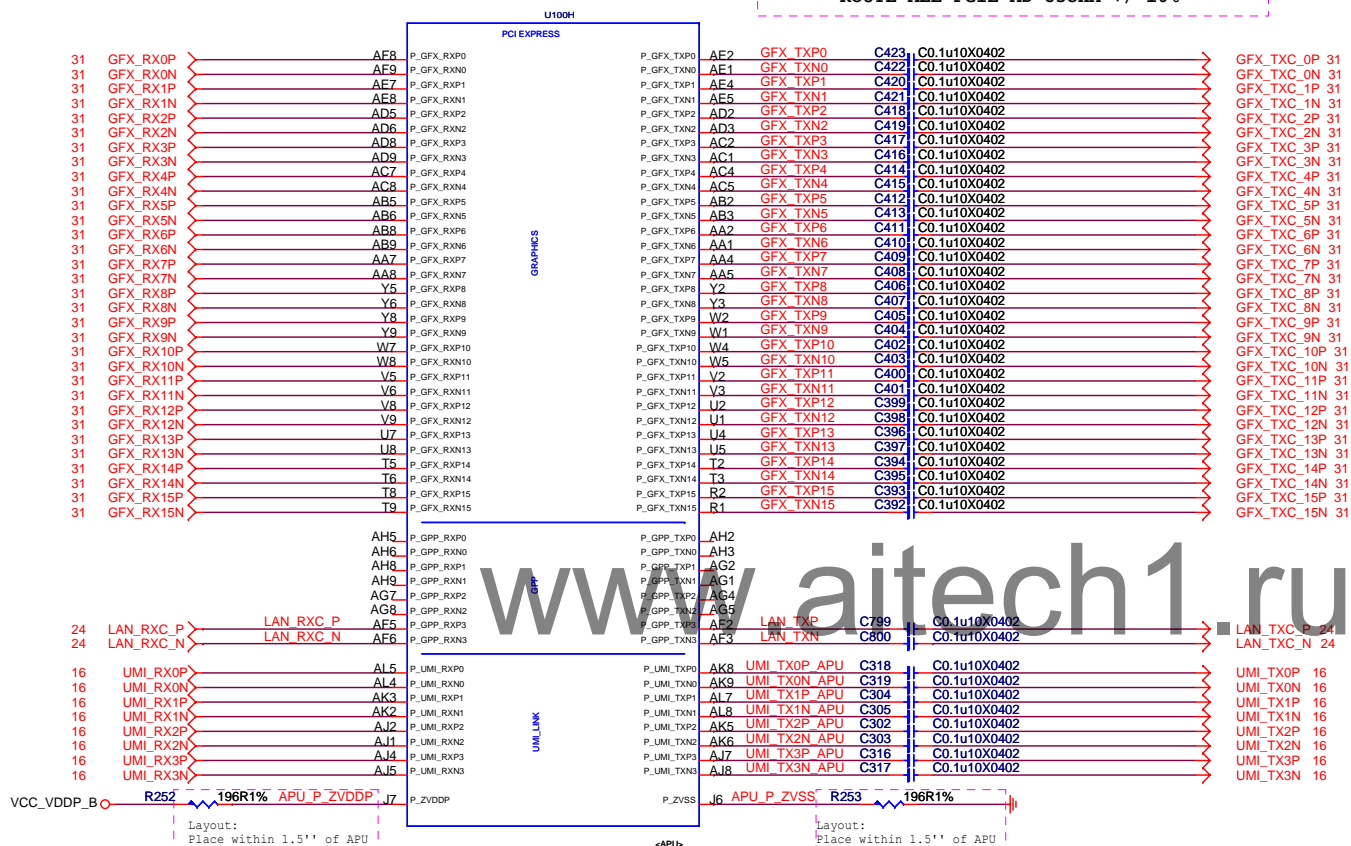 U100H
PCI EXPRESS
31 GFX_RX0P AF8 P_GFX_RXP0 P_GFX_TXP0 AE2 GFX_TXP0 C423 C0.1u10X0402 GFX_TXC_0P 31
31 GFX_RX0N AF9 P_GFX_RXN0 P_GFX_TXN0 AE1 GFX_TXN0 C422 C0.1u10X0402 GFX_TXC_0N 31
31 GFX_RX1P AE7 P_GFX_RXP1 P_GFX_TXP1 AE4 GFX_TXP1 C420 C0.1u10X0402 GFX_TXC_1P 31
31 GFX_RX1N AE8 P_GFX_RXN1 P_GFX_TXN1 AE5 GFX_TXN1 C421 C0.1u10X0402 GFX_TXC_1N 31
31 GFX_RX2P AD5 P_GFX_RXP2 P_GFX_TXP2 AD2 GFX_TXP2 C418 C0.1u10X0402 GFX_TXC_2P 31
31 GFX_RX2N AD6 P_GFX_RXN2 P_GFX_TXN2 AD3 GFX_TXN2 C419 C0.1u10X0402 GFX_TXC_2N 31
31 GFX_RX3P AD8 P_GFX_RXP3 P_GFX_TXP3 AC2 GFX_TXP3 C417 C0.1u10X0402 GFX_TXC_3P 31
31 GFX_RX3N AD9 P_GFX_RXN3 P_GFX_TXN3 AC1 GFX_TXN3 C416 C0.1u10X0402 GFX_TXC_3N 31
31 GFX_RX4P AC7 P_GFX_RXP4 P_GFX_TXP4 AC4 GFX_TXP4 C414 C0.1u10X0402 GFX_TXC_4P 31
31 GFX_RX4N AC8 P_GFX_RXN4 P_GFX_TXN4 AC5 GFX_TXN4 C415 C0.1u10X0402 GFX_TXC_4N 31
31 GFX_RX5P AB5 P_GFX_RXP5 P_GFX_TXP5 AB2 GFX_TXP5 C412 C0.1u10X0402 GFX_TXC_5P 31
31 GFX_RX5N AB6 P_GFX_RXN5 P_GFX_TXN5 AB3 GFX_TXN5 C413 C0.1u10X0402 GFX_TXC_5N 31
31 GFX_RX6P AB8 P_GFX_RXP6 P_GFX_TXP6 AA2 GFX_TXP6 C411 C0.1u10X0402 GFX_TXC_6P 31
31 GFX_RX6N AB9 P_GFX_RXN6 P_GFX_TXN6 AA1 GFX_TXN6 C410 C0.1u10X0402 GFX_TXC_6N 31
31 GFX_RX7P AA7 P_GFX_RXP7 P_GFX_TXP7 AA4 GFX_TXP7 C409 C0.1u10X0402 GFX_TXC_7P 31
31 GFX_RX7N AA8 P_GFX_RXN7 P_GFX_TXN7 AA5 GFX_TXN7 C408 C0.1u10X0402 GFX_TXC_7N 31
31 GFX_RX8P Y5 P_GFX_RXP8 P_GFX_TXP8 Y2 GFX_TXP8 C406 C0.1u10X0402 GFX_TXC_8P 31
31 GFX_RX8N Y6 P_GFX_RXN8 P_GFX_TXN8 Y3 GFX_TXN8 C407 C0.1u10X0402 GFX_TXC_8N 31
31 GFX_RX9P Y8 P_GFX_RXP9 P_GFX_TXP9 W2 GFX_TXP9 C405 C0.1u10X0402 GFX_TXC_9P 31
31 GFX_RX9N Y9 P_GFX_RXN9 P_GFX_TXN9 W1 GFX_TXN9 C404 C0.1u10X0402 GFX_TXC_9N 31
31 GFX_RX10P W7 P_GFX_RXP10 P_GFX_TXP10 W4 GFX_TXP10 C402 C0.1u10X0402 GFX_TXC_10P 31
31 GFX_RX10N W8 P_GFX_RXN10 P_GFX_TXN10 W5 GFX_TXN10 C403 C0.1u10X0402 GFX_TXC_10N 31
31 GFX_RX11P V5 P_GFX_RXP11 P_GFX_TXP11 V2 GFX_TXP11 C400 C0.1u10X0402 GFX_TXC_11P 31
31 GFX_RX11N V6 P_GFX_RXN11 P_GFX_TXN11 V3 GFX_TXN11 C401 C0.1u10X0402 GFX_TXC_11N 31
31 GFX_RX12P V8 P_GFX_RXP12 P_GFX_TXP12 U2 GFX_TXP12 C399 C0.1u10X0402 GFX_TXC_12P 31
31 GFX_RX12N V9 P_GFX_RXN12 P_GFX_TXN12 U1 GFX_TXN12 C398 C0.1u10X0402 GFX_TXC_12N 31
31 GFX_RX13P U7 P_GFX_RXP13 P_GFX_TXP13 U4 GFX_TXP13 C396 C0.1u10X0402 GFX_TXC_13P 31
31 GFX_RX13N U8 P_GFX_RXN13 P_GFX_TXN13 U5 GFX_TXN13 C397 C0.1u10X0402 GFX_TXC_13N 31
31 GFX_RX14P T5 P_GFX_RXP14 P_GFX_TXP14 T2 GFX_TXP14 C394 C0.1u10X0402 GFX_TXC_14P 31
31 GFX_RX14N T6 P_GFX_RXN14 P_GFX_TXN14 T3 GFX_TXN14 C395 C0.1u10X0402 GFX_TXC_14N 31
31 GFX_RX15P T8 P_GFX_RXP15 P_GFX_TXP15 R2 GFX_TXP15 C393 C0.1u10X0402 GFX_TXC_15P 31
31 GFX_RX15N T9 P_GFX_RXN15 P_GFX_TXN15 R1 GFX_TXN15 C392 C0.1u10X0402 GFX_TXC_15N 31
GRAPHICS
AH5 P_GPP_RXP0 P_GPP_TXP0 AH2
AH6 P_GPP_RXN0 P_GPP_TXN0 AH3
AH8 P_GPP_RXP1 P_GPP_TXP1 AG2
AH9 P_GPP_RXN1 P_GPP_TXN1 AG1
AG7 P_GPP_RXP2 P_GPP_TXP2 AG4
AG8 P_GPP_RXN2 P_GPP_TXN2 AG5
24 LAN_RXC_P LAN_RXC_P AF5 P_GPP_RXP3 P_GPP_TXP3 AF2 LAN_TXP C799 C0.1u10X0402 LAN_TXC_P 24
24 LAN_RXC_N LAN_RXC_N AF6 P_GPP_RXN3 P_GPP_TXN3 AF3 LAN_TXN C800 C0.1u10X0402 LAN_TXC_N 24
GPP
www.aitech1.ru
16 UMI_RX0P AL5 P_UMI_RXP0 P_UMI_TXP0 AK8 UMI_TX0P_APU C318 C0.1u10X0402 UMI_TX0P 16
16 UMI_RX0N AL4 P_UMI_RXN0 P_UMI_TXN0 AK9 UMI_TX0N_APU C319 C0.1u10X0402 UMI_TX0N 16
16 UMI_RX1P AK3 P_UMI_RXP1 P_UMI_TXP1 AL7 UMI_TX1P_APU C304 C0.1u10X0402 UMI_TX1P 16
16 UMI_RX1N AK2 P_UMI_RXN1 P_UMI_TXN1 AL8 UMI_TX1N_APU C305 C0.1u10X0402 UMI_TX1N 16
16 UMI_RX2P AJ2 P_UMI_RXP2 P_UMI_TXP2 AK5 UMI_TX2P_APU C302 C0.1u10X0402 UMI_TX2P 16
16 UMI_RX2N AJ1 P_UMI_RXN2 P_UMI_TXN2 AK6 UMI_TX2N_APU C303 C0.1u10X0402 UMI_TX2N 16
16 UMI_RX3P AJ4 P_UMI_RXP3 P_UMI_TXP3 AJ7 UMI_TX3P_APU C316 C0.1u10X0402 UMI_TX3P 16
16 UMI_RX3N AJ5 P_UMI_RXN3 P_UMI_TXN3 AJ8 UMI_TX3N_APU C317 C0.1u10X0402 UMI_TX3N 16
UMI_LINK
VCC_VDDP_B R252 196R1% APU_P_ZVDDP J7 P_ZVDDP P_ZVSS J6 APU_P_ZVSS R253 196R1%
Layout: Layout:
Place within 1.5'' of APU Place within 1.5'' of APU